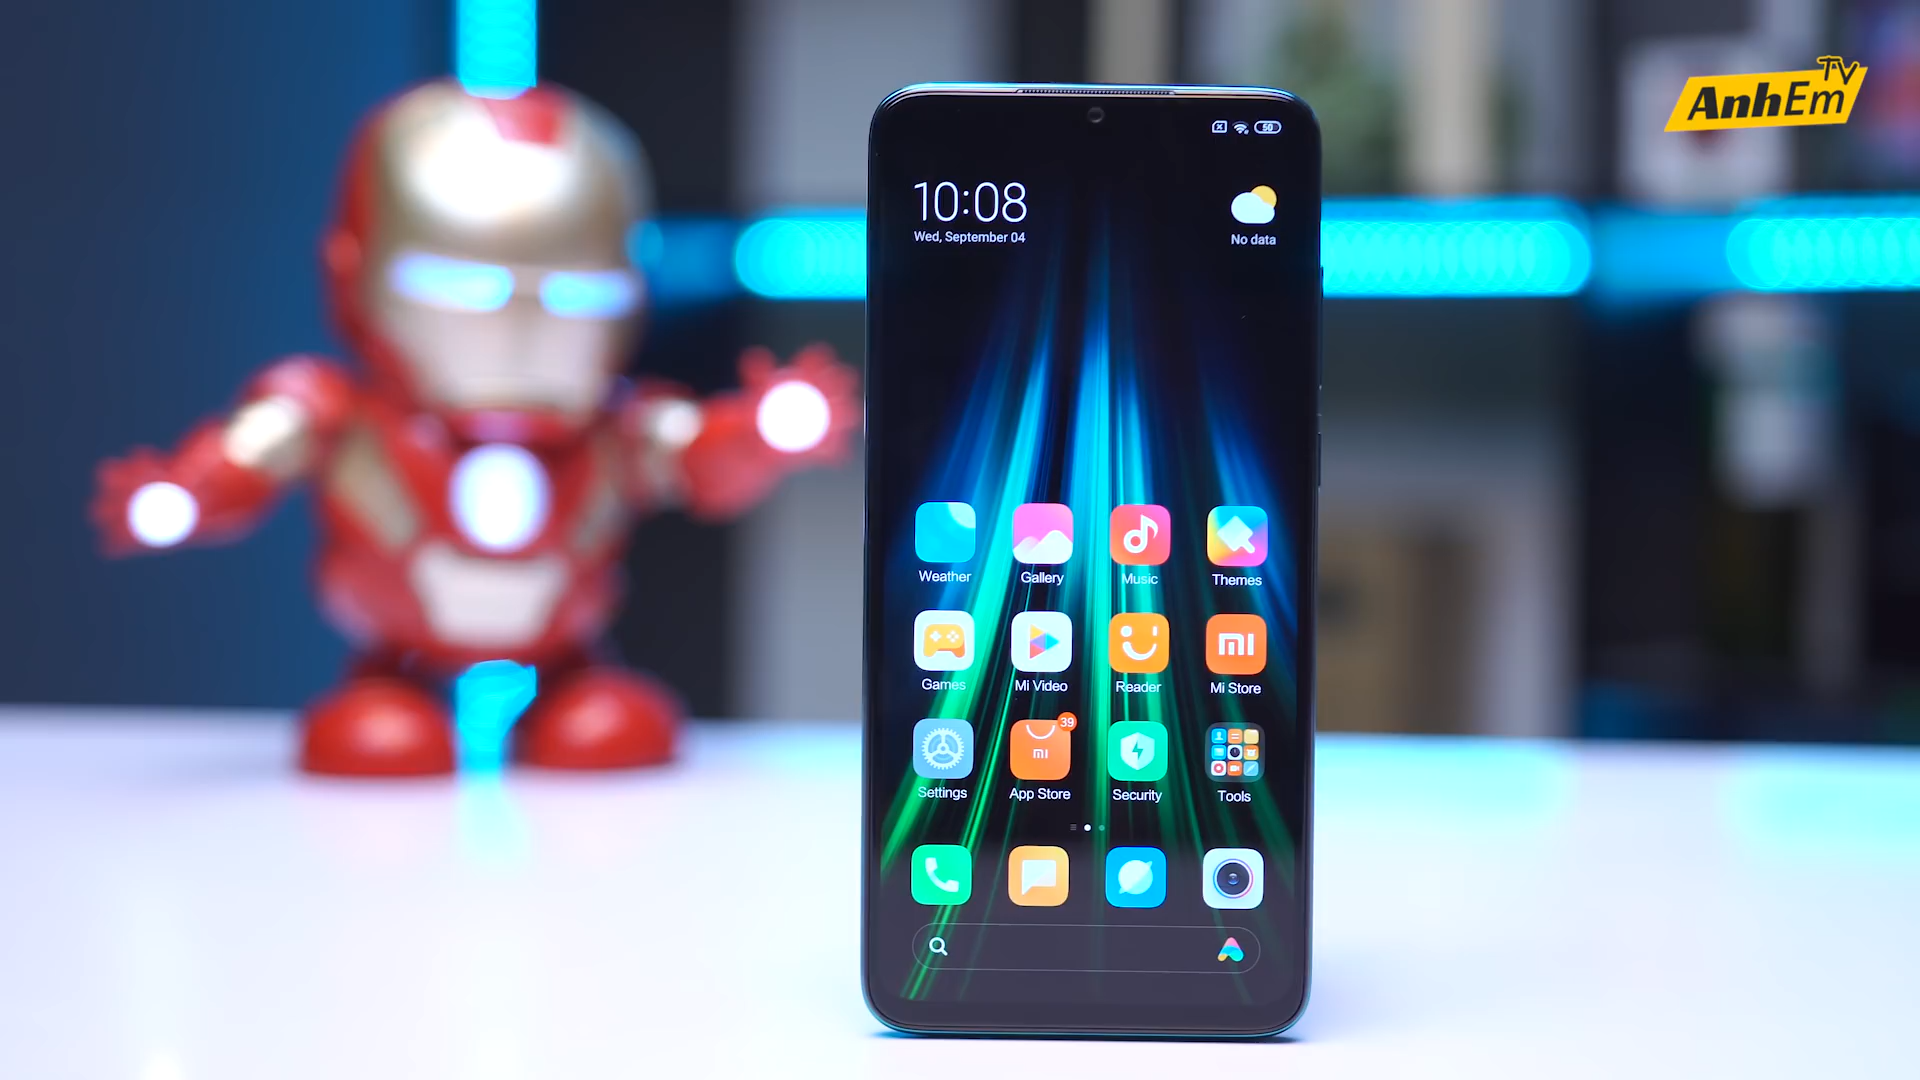 AnhEm TV
50
10:08
Wed, September 04
No data
Weather
Gallery
Music
Themes
Games
Mi Video
Reader
Mi Store
39
Settings
App Store
Security
Tools